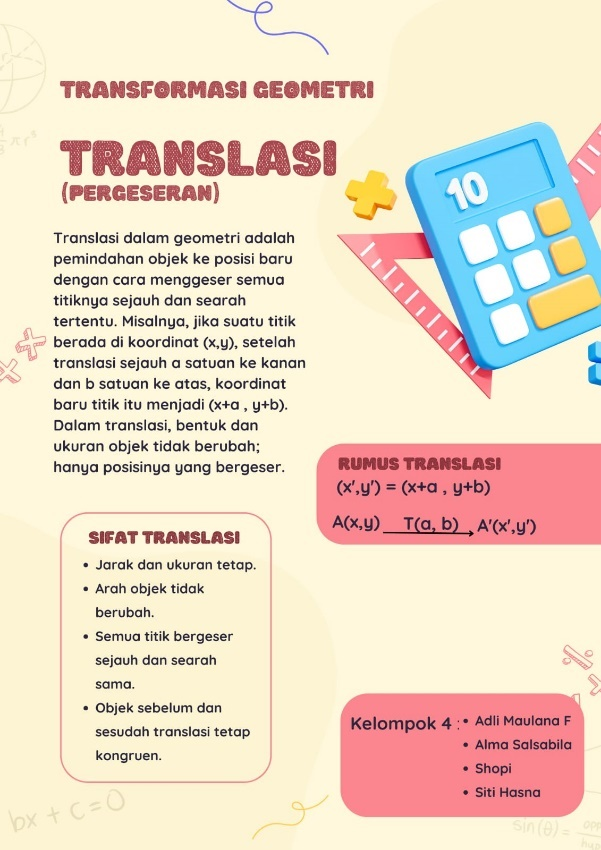 TRANSFORMASI GEOMETRI
TRANSLASI
(PERGESERAN)
10
Translasi dalam geometri adalah
pemindahan objek ke posisi baru
dengan cara menggeser semua
titiknya sejauh dan searah
tertentu. Misalnya, jika suatu titik
berada di koordinat (x,y), setelah
translasi sejauh a satuan ke kanan
dan b satuan ke atas, koordinat
baru titik itu menjadi (x+a , y+b).
Dalam translasi, bentuk dan
ukuran objek tidak berubah;
hanya posisinya yang bergeser.
RUMUS TRANSLASI
(x',y') = (x+a , y+b)
A(x,y) T(a, b) A'(x',y')
SIFAT TRANSLASI
• Jarak dan ukuran tetap.
• Arah objek tidak
berubah.
• Semua titik bergeser
sejauh dan searah
sama.
• Objek sebelum dan
sesudah translasi tetap
kongruen.
Kelompok 4 :
• Adli Maulana F
• Alma Salsabila
• Shopi
• Siti Hasna
bx + c = 0
sin(θ) =